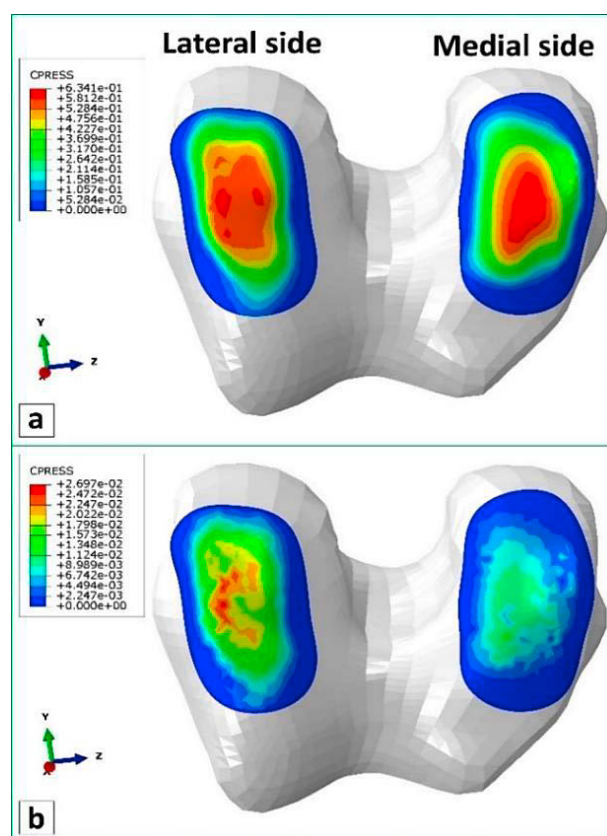 Lateral side Medial side
CPRESS
+6.341e-01
+5.812e-01
+5.284e-01
+4.756e-01
+4.227e-01
+3.699e-01
+3.170e-01
+2.642e-01
+2.114e-01
+1.585e-01
+1.057e-01
+5.284e-02
+0.000e+00
Y
Z
X
a
CPRESS
+2.697e-02
+2.472e-02
+2.247e-02
+2.022e-02
+1.798e-02
+1.573e-02
+1.348e-02
+1.124e-02
+8.989e-03
+6.742e-03
+4.494e-03
+2.247e-03
+0.000e+00
Y
Z
X
b